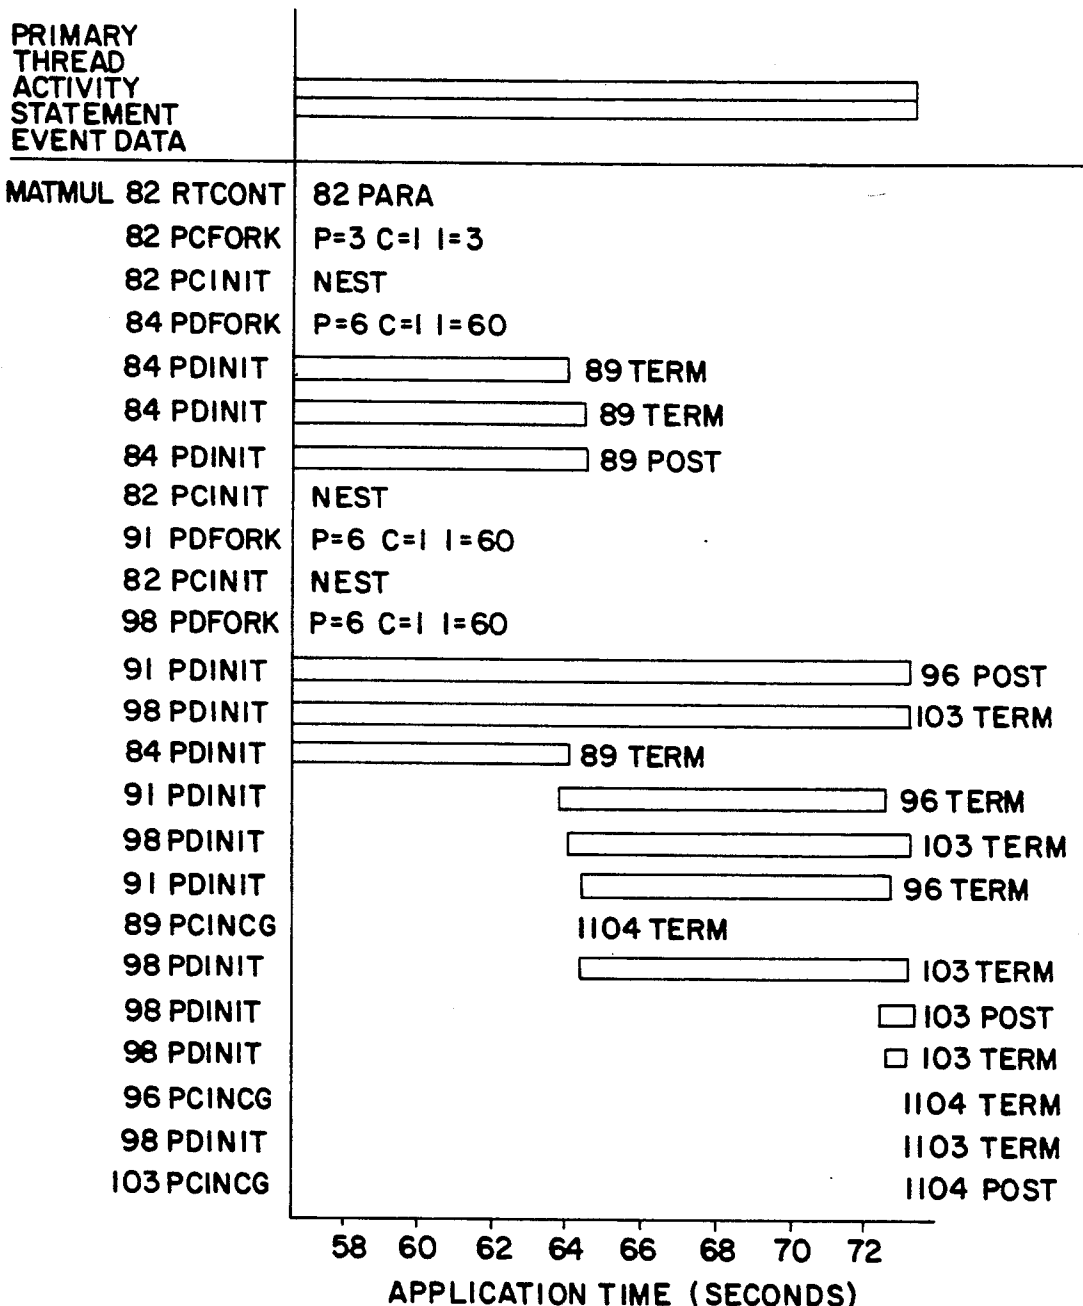 PRIMARY
THREAD
ACTIVITY
STATEMENT
EVENT DATA
MATMUL 82 RTCONT 82 PARA
82 PCFORK P=3 C=1 I=3
82 PCINIT NEST
84 PDFORK P=6 C=1 I=60
84 PDINIT 89 TERM
84 PDINIT 89 TERM
84 PDINIT 89 POST
82 PCINIT NEST
91 PDFORK P=6 C=1 I=60
82 PCINIT NEST
98 PDFORK P=6 C=1 I=60
91 PDINIT 96 POST
98 PDINIT 103 TERM
84 PDINIT 89 TERM
91 PDINIT 96 TERM
98 PDINIT 103 TERM
91 PDINIT 96 TERM
89 PCINCG 1104 TERM
98 PDINIT 103 TERM
98 PDINIT 103 POST
98 PDINIT 103 TERM
96 PCINCG 1104 TERM
98 PDINIT 1103 TERM
103 PCINCG 1104 POST
58 60 62 64 66 68 70 72
APPLICATION TIME (SECONDS)